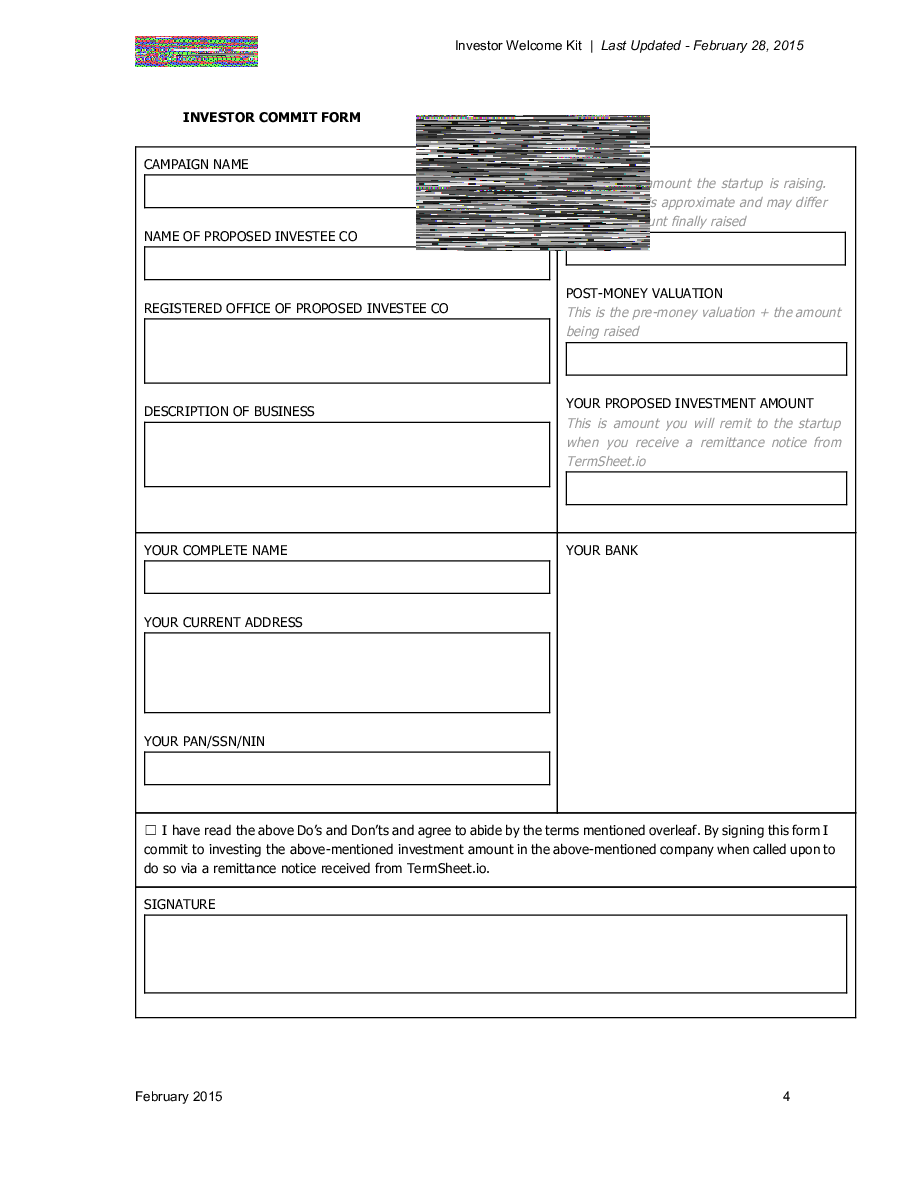 Investor Welcome Kit | Last Updated - February 28, 2015
INVESTOR COMMIT FORM
CAMPAIGN NAME
NAME OF PROPOSED INVESTEE CO
REGISTERED OFFICE OF PROPOSED INVESTEE CO
DESCRIPTION OF BUSINESS
amount the startup is raising.
approximate and may differ
finally raised
POST-MONEY VALUATION
This is the pre-money valuation + the amount
being raised
YOUR PROPOSED INVESTMENT AMOUNT
This is amount you will remit to the startup
when you receive a remittance notice from
TermSheet.io
YOUR COMPLETE NAME
YOUR CURRENT ADDRESS
YOUR PAN/SSN/NIN
YOUR BANK
☐ I have read the above Do's and Don'ts and agree to abide by the terms mentioned overleaf. By signing this form I
commit to investing the above-mentioned investment amount in the above-mentioned company when called upon to
do so via a remittance notice received from TermSheet.io.
SIGNATURE
February 2015
4